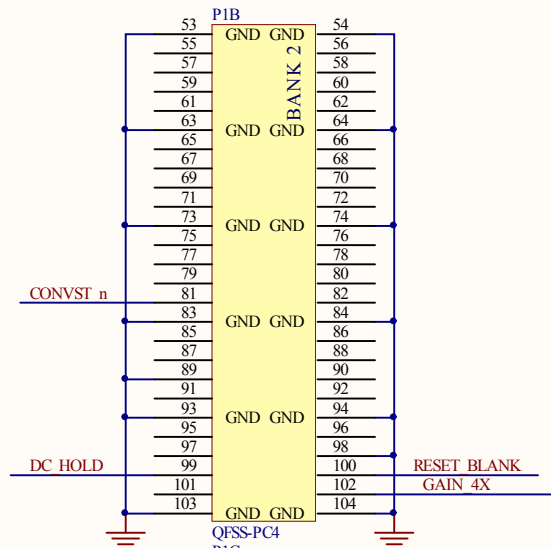 P1B
53 GND GND 54
55 56
57 58
59 60
61 62
63 GND GND 64
65 66
67 68
69 70
71 72
73 GND GND 74
75 76
77 78
79 80
CONVST_n 81 82
83 GND GND 84
85 86
87 88
89 90
91 92
93 GND GND 94
95 96
97 98
DC_HOLD 99 100 RESET_BLANK
101 102 GAIN_4X
103 GND GND 104
BANK 2
QFSS-PC4
P1C